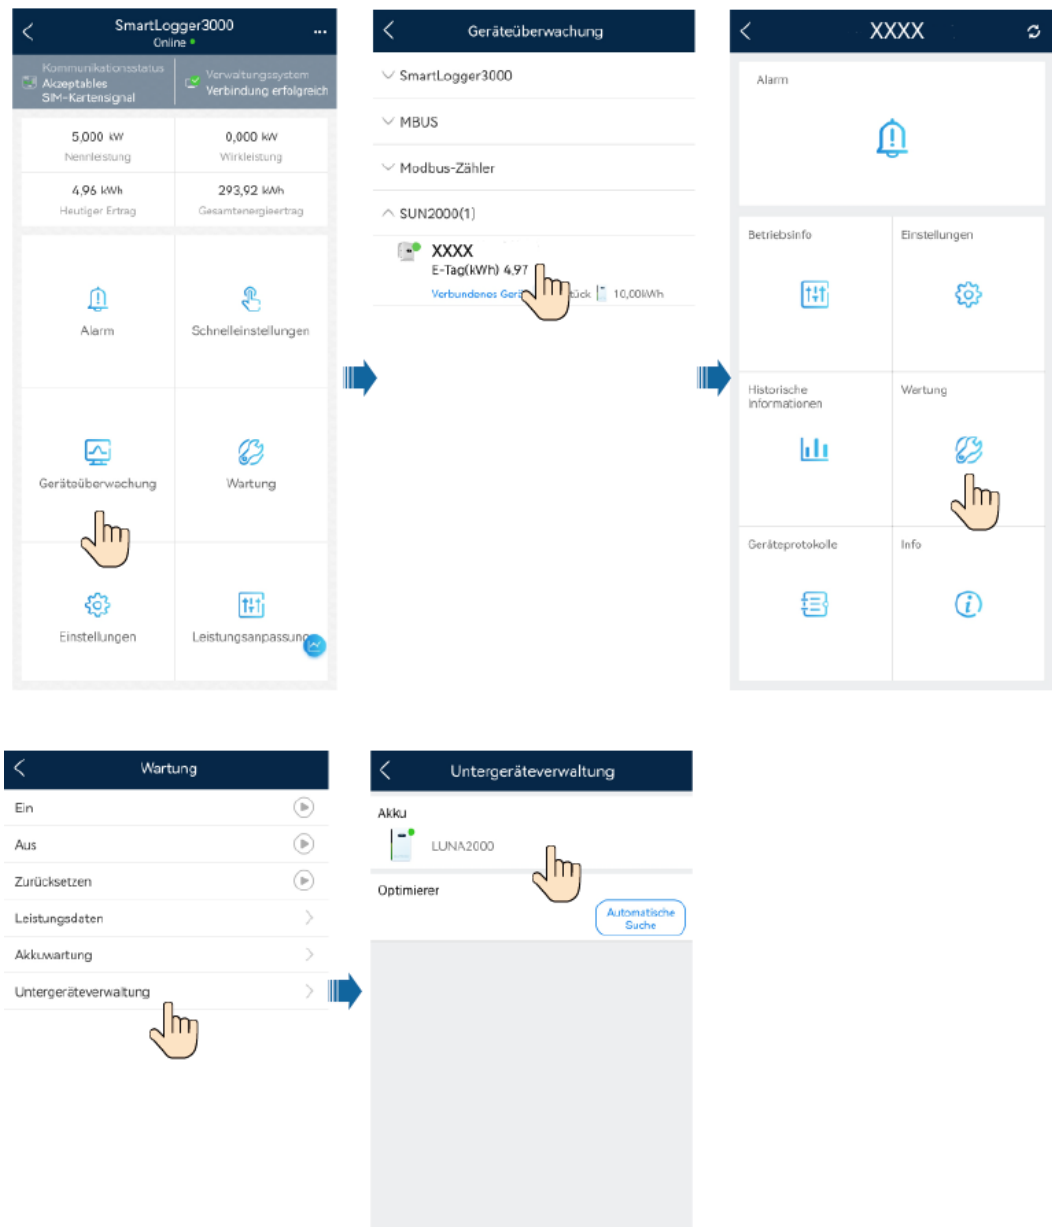 SmartLogger3000
Online
Kommunikationsstatus
Akzeptables
SIM-Kartensignal
Verwaltungssystem
Verbindung erfolgreich
5,000 kW
Nennleistung
0,000 kW
Wirkleistung
4,96 kWh
Heutiger Ertrag
293,92 kWh
Gesamtenergieertrag
Alarm
Schnelleinstellungen
Geräteüberwachung
Wartung
Einstellungen
Leistungsanpassung
Geräteüberwachung
SmartLogger3000
MBUS
Modbus-Zähler
SUN2000(1)
XXXX
E-Tag(kWh) 4,97
Verbundenes
10,00kWh
XXXX
Alarm
Betriebsinfo
Einstellungen
Historische
Informationen
Wartung
Geräteprotokolle
Info
Wartung
Ein
Aus
Zurücksetzen
Leistungsdaten
Akkuwartung
Untergeräteverwaltung
Untergeräteverwaltung
Akku
LUNA2000
Optimierer
Automatische
Suche